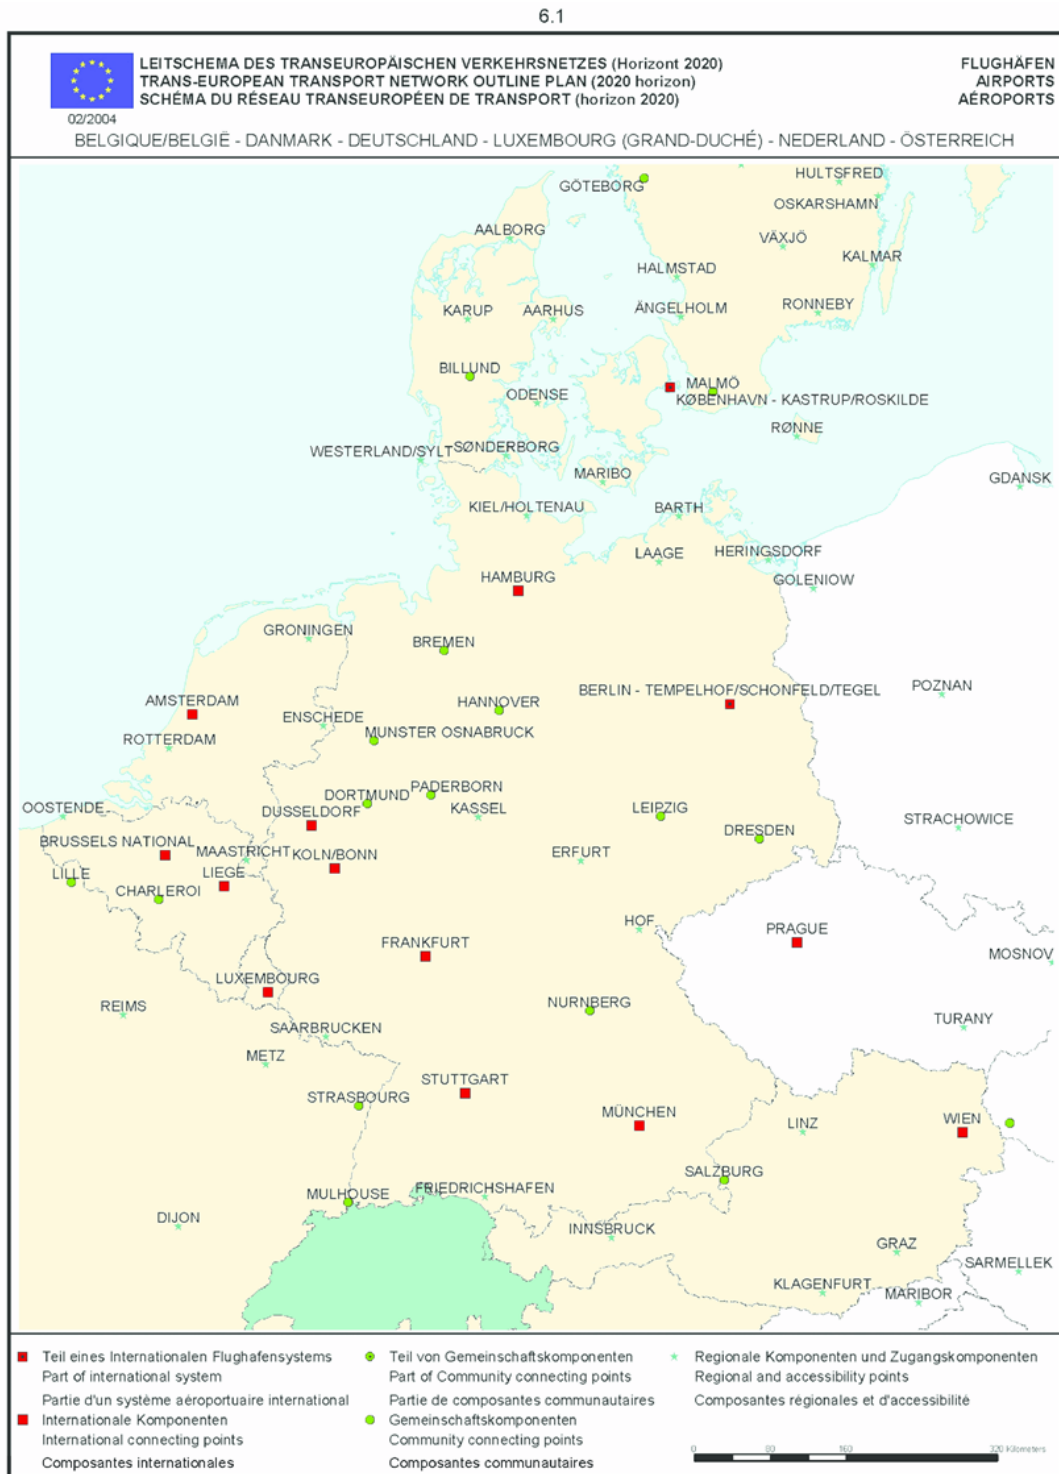 6.1
LEITSCHEMA DES TRANSEUROPÄISCHEN VERKEHRSNETZES (Horizont 2020)
FLUGHÄFEN
TRANS-EUROPEAN TRANSPORT NETWORK OUTLINE PLAN (2020 horizon)
AIRPORTS
SCHÉMA DU RÉSEAU TRANSEUROPÉEN DE TRANSPORT (horizon 2020)
AÉROPORTS
02/2004
BELGIQUE/BELGIË - DANMARK - DEUTSCHLAND - LUXEMBOURG (GRAND-DUCHÉ) - NEDERLAND - ÖSTERREICH
HULTSFRED
GÖTEBORG
OSKARSHAMN
AALBORG
VÄXJÖ
KALMAR
HALMSTAD
KARUP
AARHUS
ÄNGELHOLM
RONNEBY
BILLUND
MALMÖ
ODENSE
KØBENHAVN - KASTRUP/ROSKILDE
RØNNE
WESTERLAND/SYLT
SØNDERBORG
MARIBO
GDANSK
KIEL/HOLTENAU
BARTH
LAAGE
HERINGSDORF
HAMBURG
GOLENIOW
GRONINGEN
BREMEN
AMSTERDAM
HANNOVER
BERLIN - TEMPELHOF/SCHONFELD/TEGEL
POZNAN
ENSCHEDE
MUNSTER OSNABRUCK
ROTTERDAM
DORTMUND
PADERBORN
OOSTENDE
DUSSELDORF
KASSEL
LEIPZIG
STRACHOWICE
BRUSSELS NATIONAL
DRESDEN
MAASTRICHT
KOLN/BONN
ERFURT
LILLE
LIEGE
CHARLEROI
HOF
FRANKFURT
PRAGUE
MOSNOV
LUXEMBOURG
REIMS
NURNBERG
TURANY
SAARBRUCKEN
METZ
STUTTGART
STRASBOURG
MÜNCHEN
LINZ
WIEN
SALZBURG
MULHOUSE
FRIEDRICHSHAFEN
DIJON
INNSBRUCK
GRAZ
SARMELLEK
KLAGENFURT
MARIBOR
Teil eines Internationalen Flughafensystems
Part of international system
Partie d'un système aéroportuaire international
Internationale Komponenten
International connecting points
Composantes internationales
Teil von Gemeinschaftskomponenten
Part of Community connecting points
Partie de composantes communautaires
Gemeinschaftskomponenten
Community connecting points
Composantes communautaires
Regionale Komponenten und Zugangskomponenten
Regional and accessibility points
Composantes régionales et d'accessibilité
0 80 160 320 Kilometers